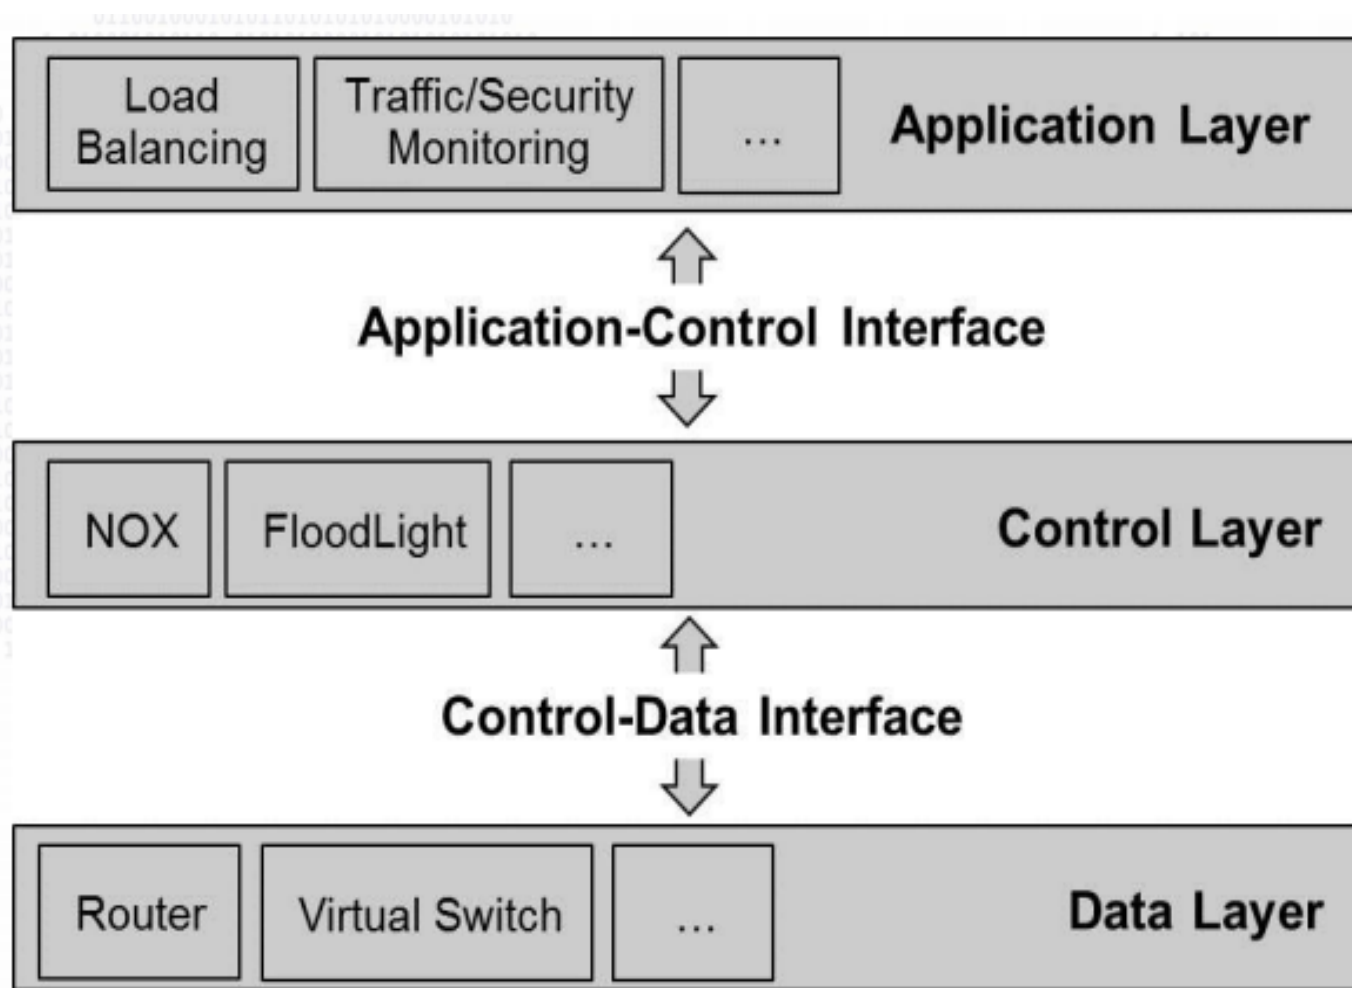 Load
Balancing
Traffic/Security
Monitoring
...
Application Layer
Application-Control Interface
NOX
FloodLight
...
Control Layer
Control-Data Interface
Router
Virtual Switch
...
Data Layer